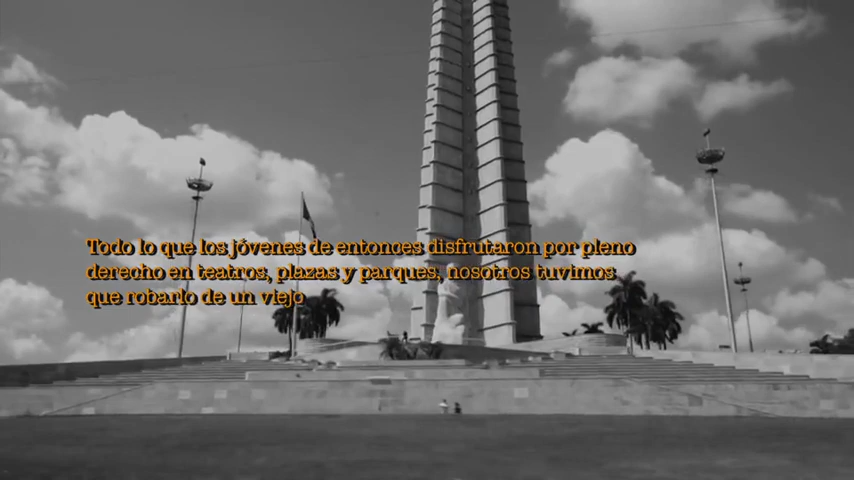 Todo lo que los jóvenes de entonces disfrutaron por pleno
derecho en teatros, plazas y parques, nosotros tuvimos
que robarlo de un viejo